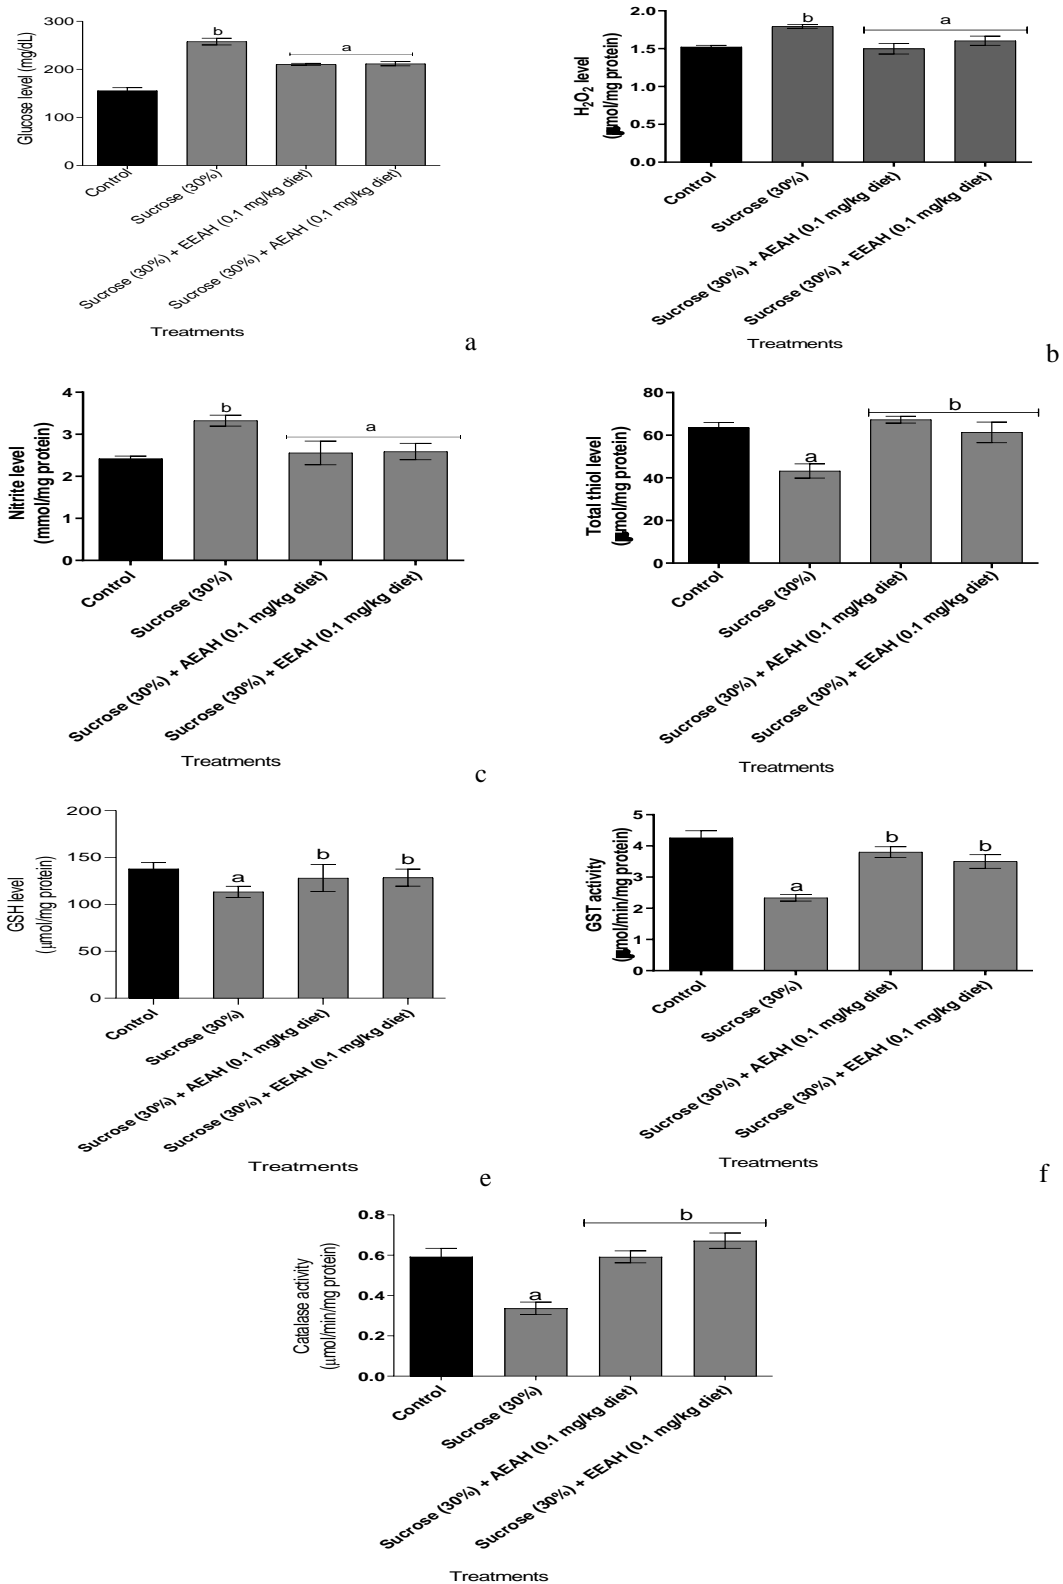 Glucose level (mg/dL)
300
200
100
0
b
a
Control
Sucrose (30%)
Sucrose (30%) + EEAH (0.1 mg/kg diet)
Sucrose (30%) + AEAH (0.1 mg/kg diet)
Treatments
a
H₂O₂ level
mol/mg protein)
2.0
1.5
1.0
0.5
0.0
b
a
Control
Sucrose (30%)
Sucrose (30%) + AEAH (0.1 mg/kg diet)
Sucrose (30%) + EEAH (0.1 mg/kg diet)
Treatments
b
Nitrite level
(mmol/mg protein)
4
3
2
1
0
b
a
Control
Sucrose (30%)
Sucrose (30%) + AEAH (0.1 mg/kg diet)
Sucrose (30%) + EEAH (0.1 mg/kg diet)
Treatments
c
Total thiol level
mol/mg protein)
80
60
40
20
0
a
b
Control
Sucrose (30%)
Sucrose (30%) + AEAH (0.1 mg/kg diet)
Sucrose (30%) + EEAH (0.1 mg/kg diet)
Treatments
GSH level
(µmol/mg protein)
200
150
100
50
0
a
b
b
Control
Sucrose (30%)
Sucrose (30%) + AEAH (0.1 mg/kg diet)
Sucrose (30%) + EEAH (0.1 mg/kg diet)
Treatments
e
GST activity
mol/min/mg protein)
5
4
3
2
1
0
a
b
b
Control
Sucrose (30%)
Sucrose (30%) + AEAH (0.1 mg/kg diet)
Sucrose (30%) + EEAH (0.1 mg/kg diet)
Treatments
f
Catalase activity
(µmol/min/mg protein)
0.8
0.6
0.4
0.2
0.0
a
b
Control
Sucrose (30%)
Sucrose (30%) + AEAH (0.1 mg/kg diet)
Sucrose (30%) + EEAH (0.1 mg/kg diet)
Treatments